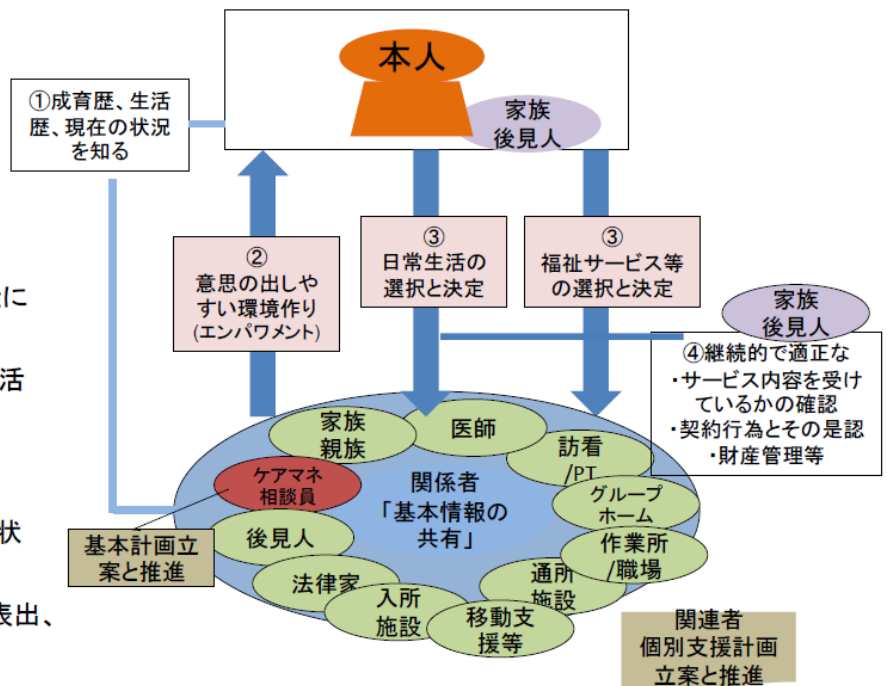 本人
家族
後見人
①成育歴、生活
歴、現在の状況
を知る
②
意思の出しや
すい環境作り
(エンパワメント)
③
日常生活の
選択と決定
③
福祉サービス等
の選択と決定
家族
後見人
④継続的で適正な
・サービス内容を受け
ているかの確認
・契約行為とその是認
・財産管理等
に
活
状
表出、
家族
親族
医師
訪看
/PT
ケアマネ
相談員
関係者
「基本情報の
共有」
グループ
ホーム
後見人
作業所
/職場
法律家
通所
施設
入所
施設
移動支
援等
基本計画立
案と推進
関連者
個別支援計画
立案と推進